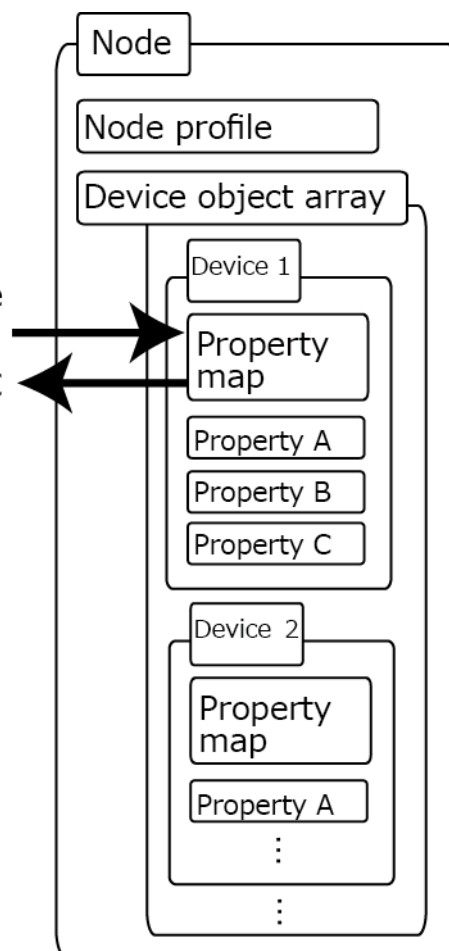 Node
Node profile
Device object array
Device 1
Property
map
Property A
Property B
Property C
Device 2
Property
map
Property A
⋮
⋮